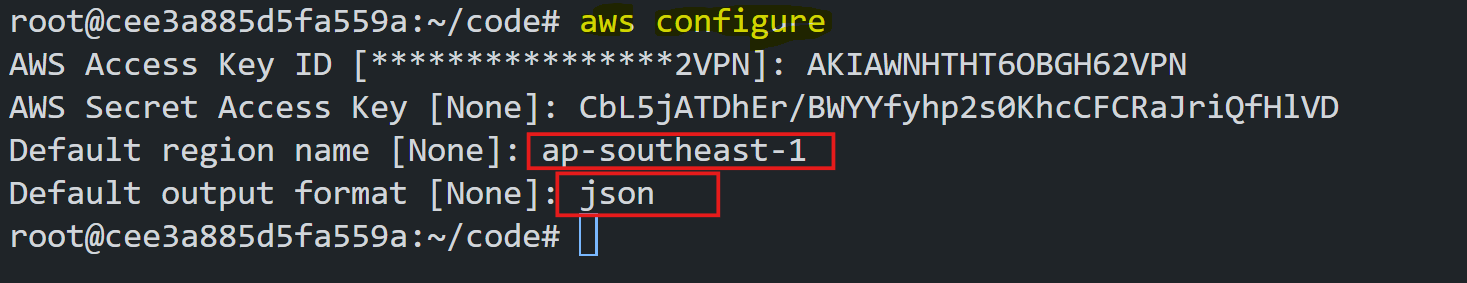 root@cee3a885d5fa559a:~/code# aws configure
AWS Access Key ID [****************2VPN]: AKIAWNHTHT6OBGH62VPN
AWS Secret Access Key [None]: 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
Default region name [None]: ap-southeast-1
Default output format [None]: json
root@cee3a885d5fa559a:~/code#